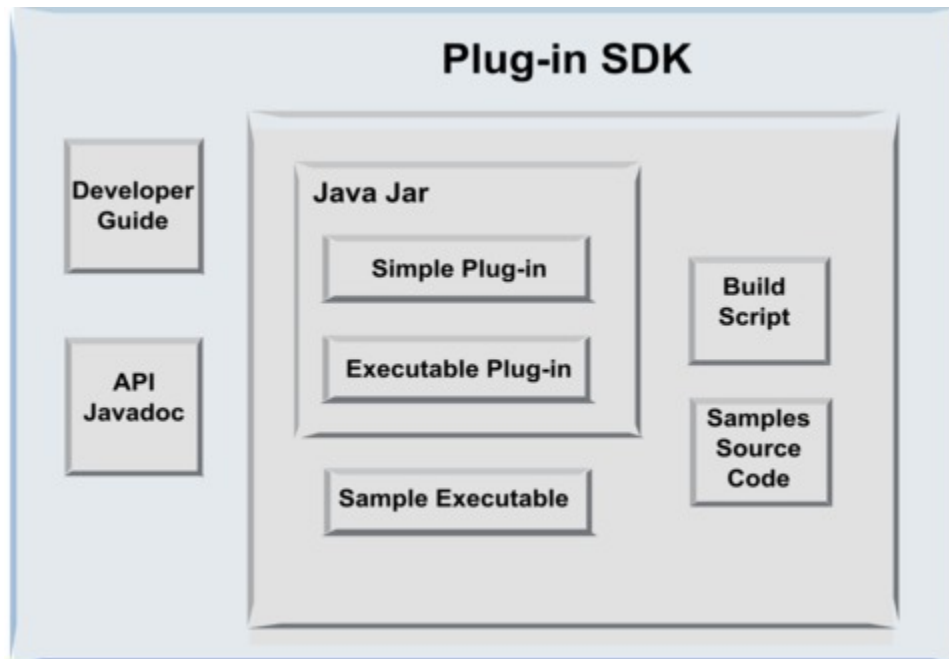 Plug-in SDK
Developer
Guide
API
Javadoc
Java Jar
Simple Plug-in
Executable Plug-in
Sample Executable
Build
Script
Samples
Source
Code